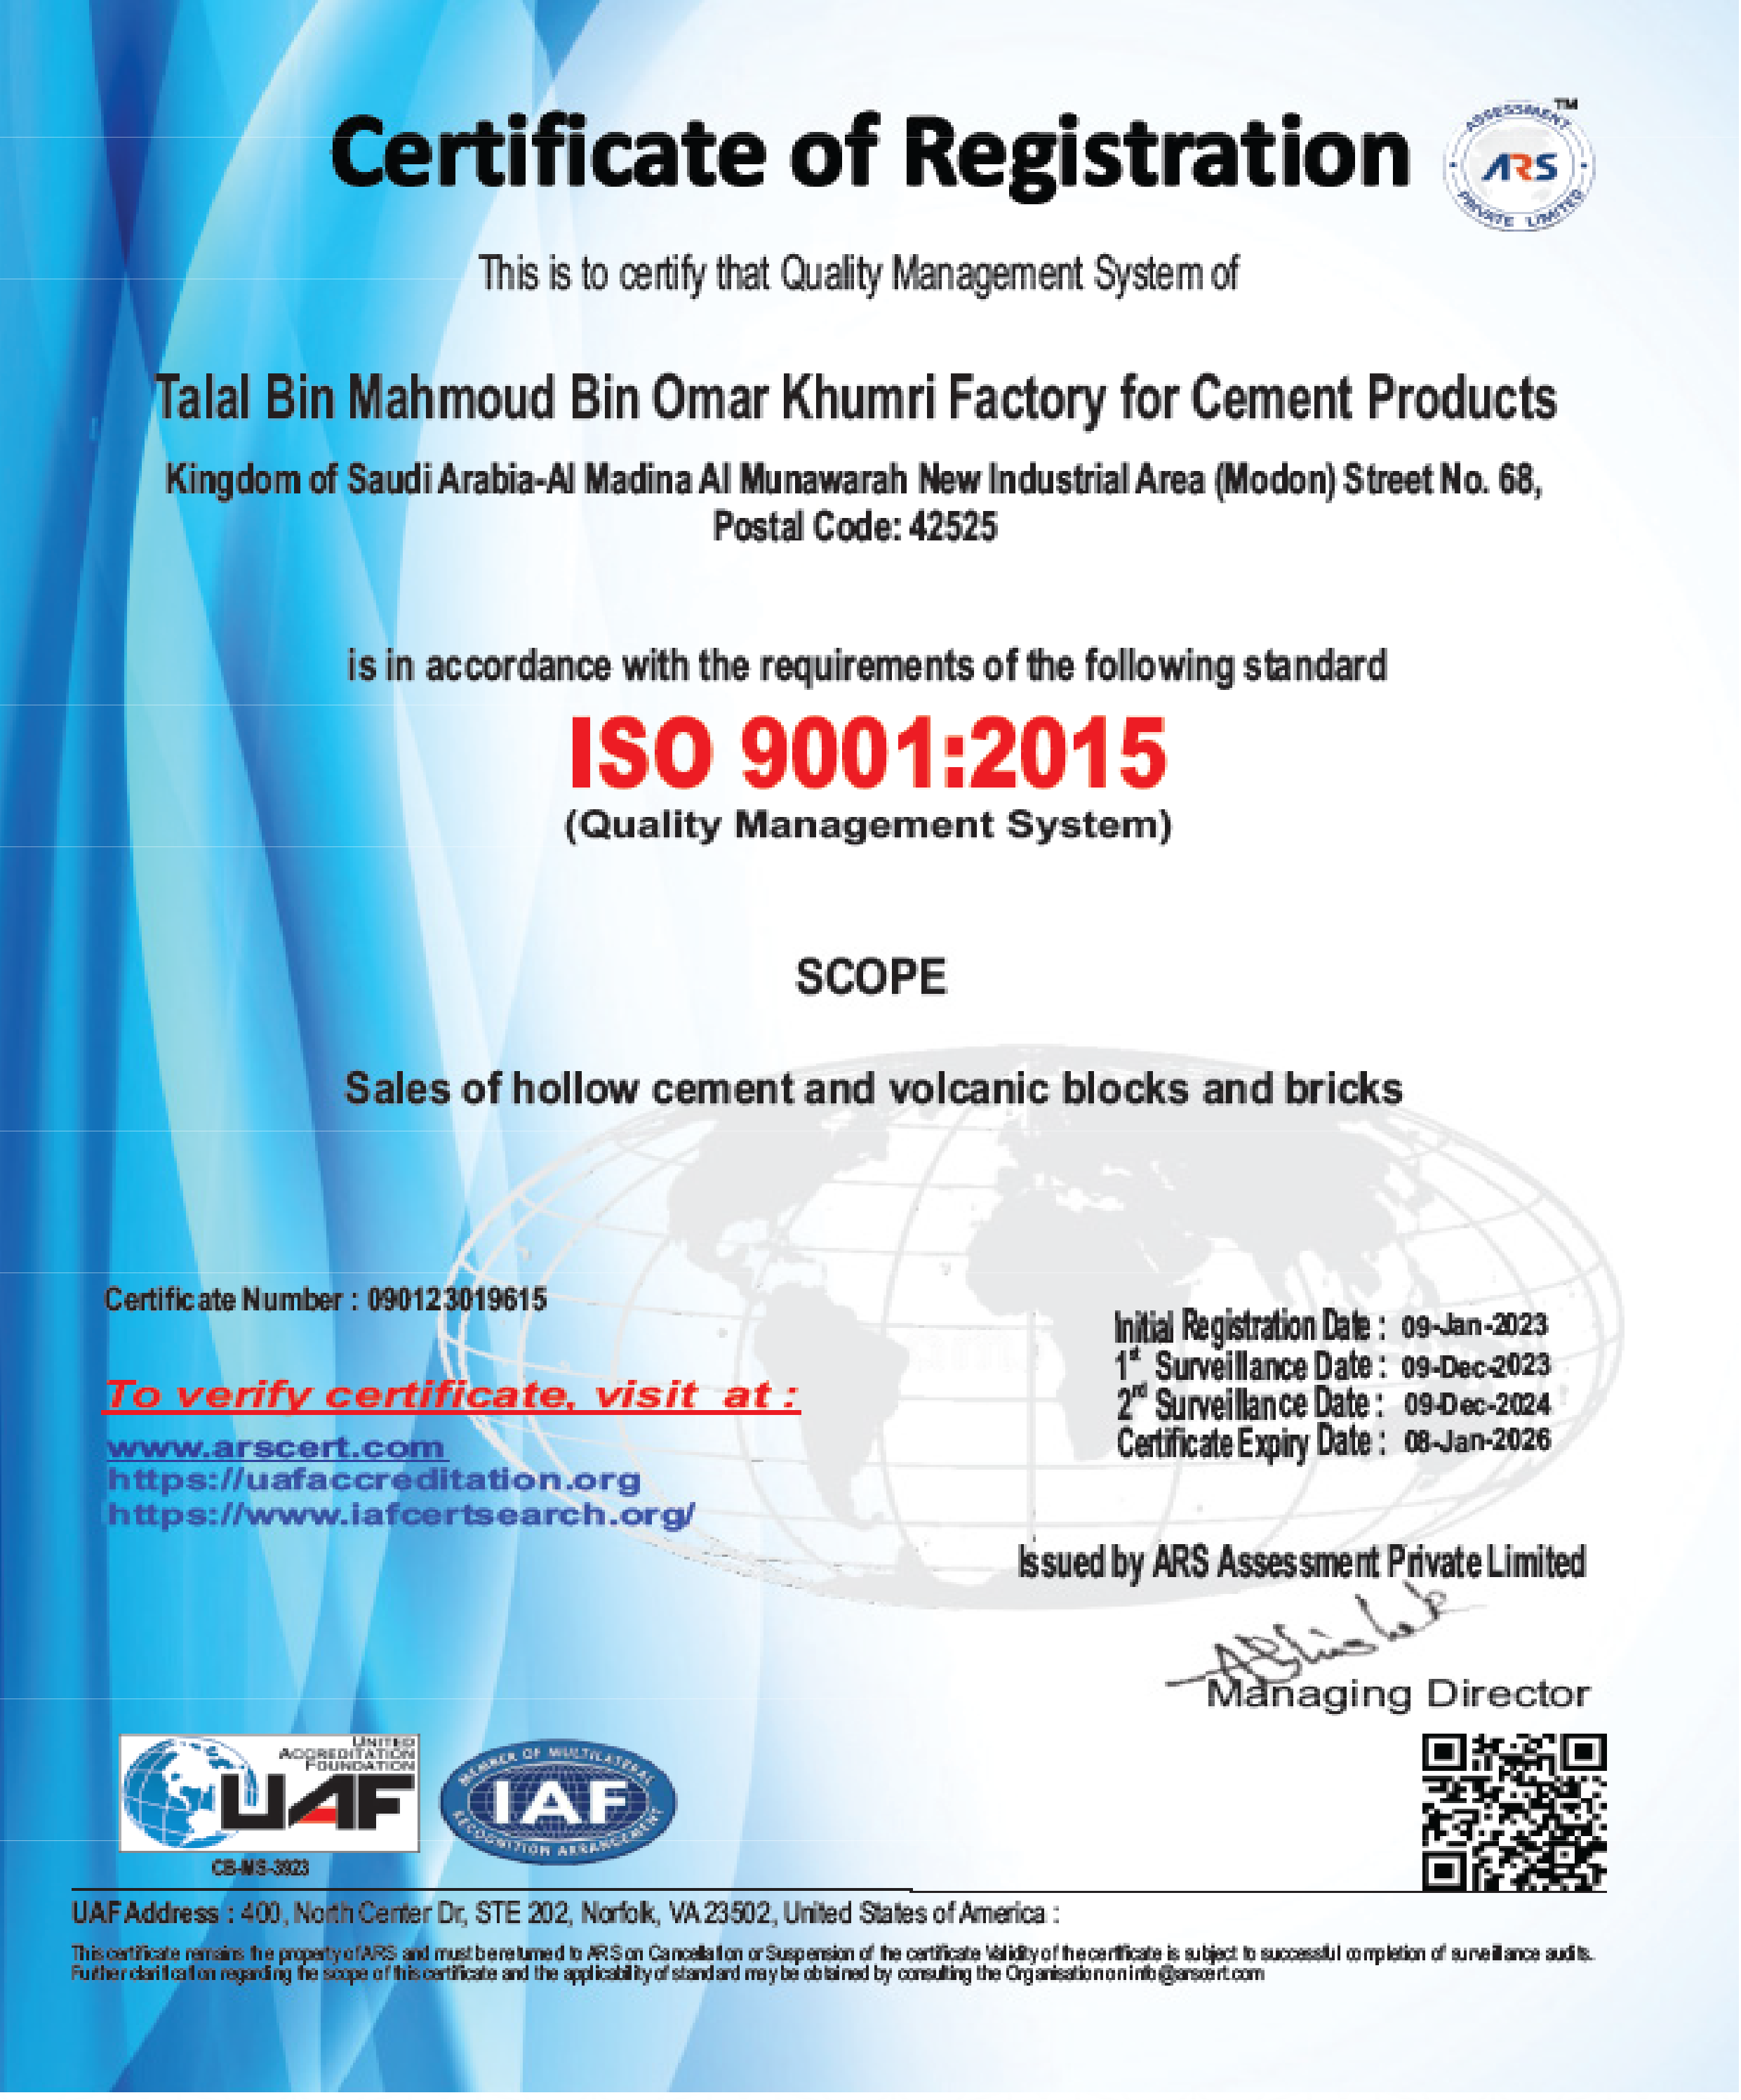 Certificate of Registration
ASSESSMENT TM
ARS
PRIVATE LIMITED
This is to certify that Quality Management System of
Talal Bin Mahmoud Bin Omar Khumri Factory for Cement Products
Kingdom of Saudi Arabia-Al Madina Al Munawarah New Industrial Area (Modon) Street No. 68,
Postal Code: 42525
is in accordance with the requirements of the following standard
ISO 9001:2015
(Quality Management System)
SCOPE
Sales of hollow cement and volcanic blocks and bricks
Certificate Number : 090123019615
Initial Registration Date : 09-Jan-2023
1st Surveillance Date : 09-Dec-2023
2rd Surveillance Date : 09-Dec-2024
Certificate Expiry Date : 08-Jan-2026
To verify certificate, visit at :
www.arscert.com
https://uafaccreditation.org
https://www.iafcertsearch.org/
Issued by ARS Assessment Private Limited
Abhishek
Managing Director
UNITED
ACCREDITATION
FOUNDATION
UAF
CB-MS-3923
MEMBER OF MULTILATERAL
IAF
RECOGNITION ARRANGEMENT
UAF Address : 400, North Center Dr, STE 202, Norfolk, VA 23502, United States of America :
This certificate remains the property of ARS and must be returned to ARS on Cancellation or Suspension of the certificate Validity of the certificate is subject to successful completion of surveillance audits.
Further clarification regarding the scope of this certificate and the applicability of standard may be obtained by consulting the Organisation on info@arscert.com